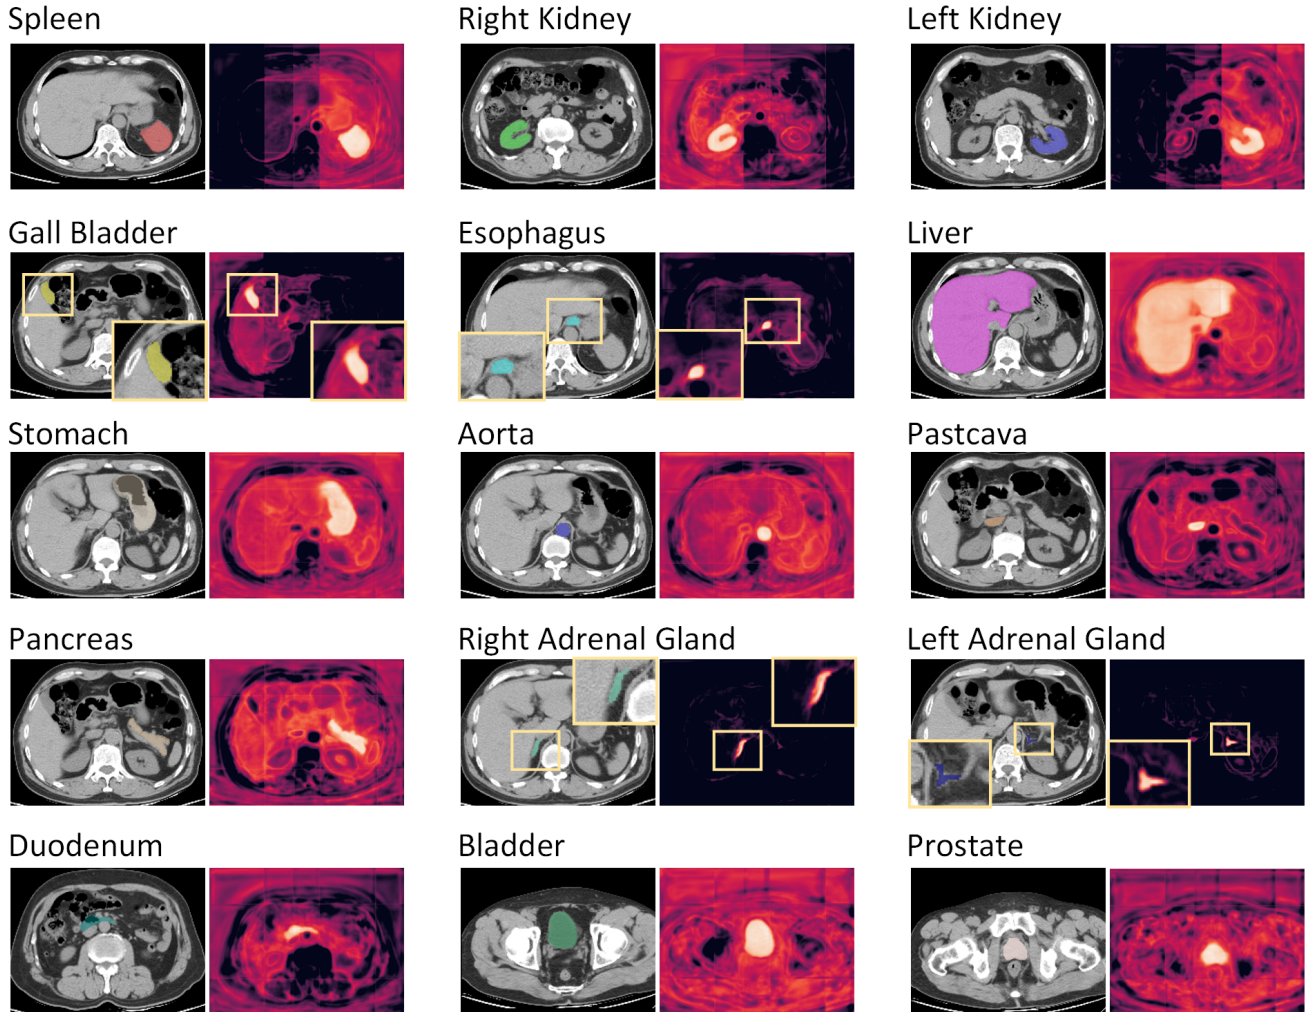 Spleen
Right Kidney
Left Kidney
Gall Bladder
Esophagus
Liver
Stomach
Aorta
Pastcava
Pancreas
Right Adrenal Gland
Left Adrenal Gland
Duodenum
Bladder
Prostate